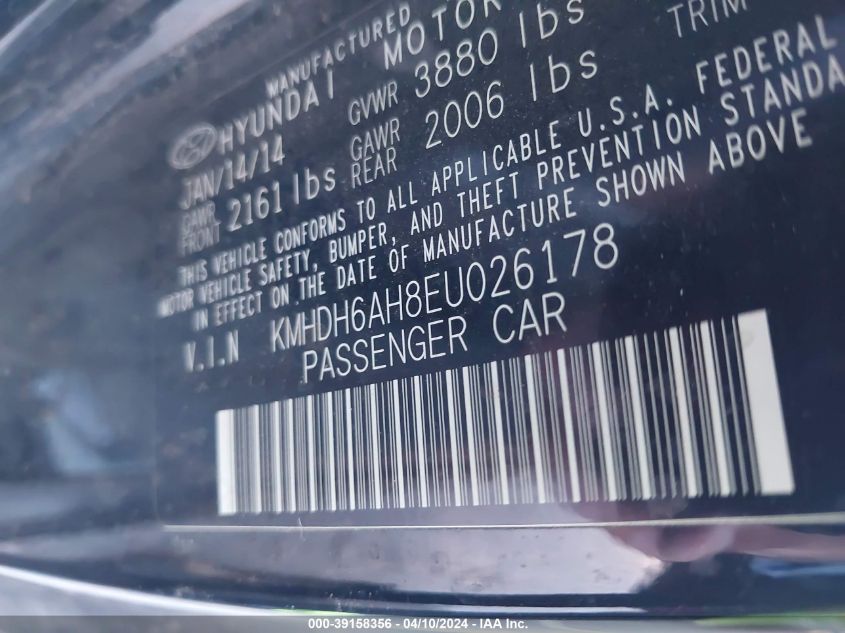 MANUFACTURED
HYUNDAI MOTOR
JAN/14/14 GVWR 3880 lbs TRIM
GAWR FRONT 2161 lbs GAWR REAR 2006 lbs
THIS VEHICLE CONFORMS TO ALL APPLICABLE U.S.A. FEDERAL
MOTOR VEHICLE SAFETY, BUMPER, AND THEFT PREVENTION STANDA
IN EFFECT ON THE DATE OF MANUFACTURE SHOWN ABOVE
V.I.N KMHDH6AH8EU026178
PASSENGER CAR
000-39158356 - 04/10/2024 - IAA Inc.